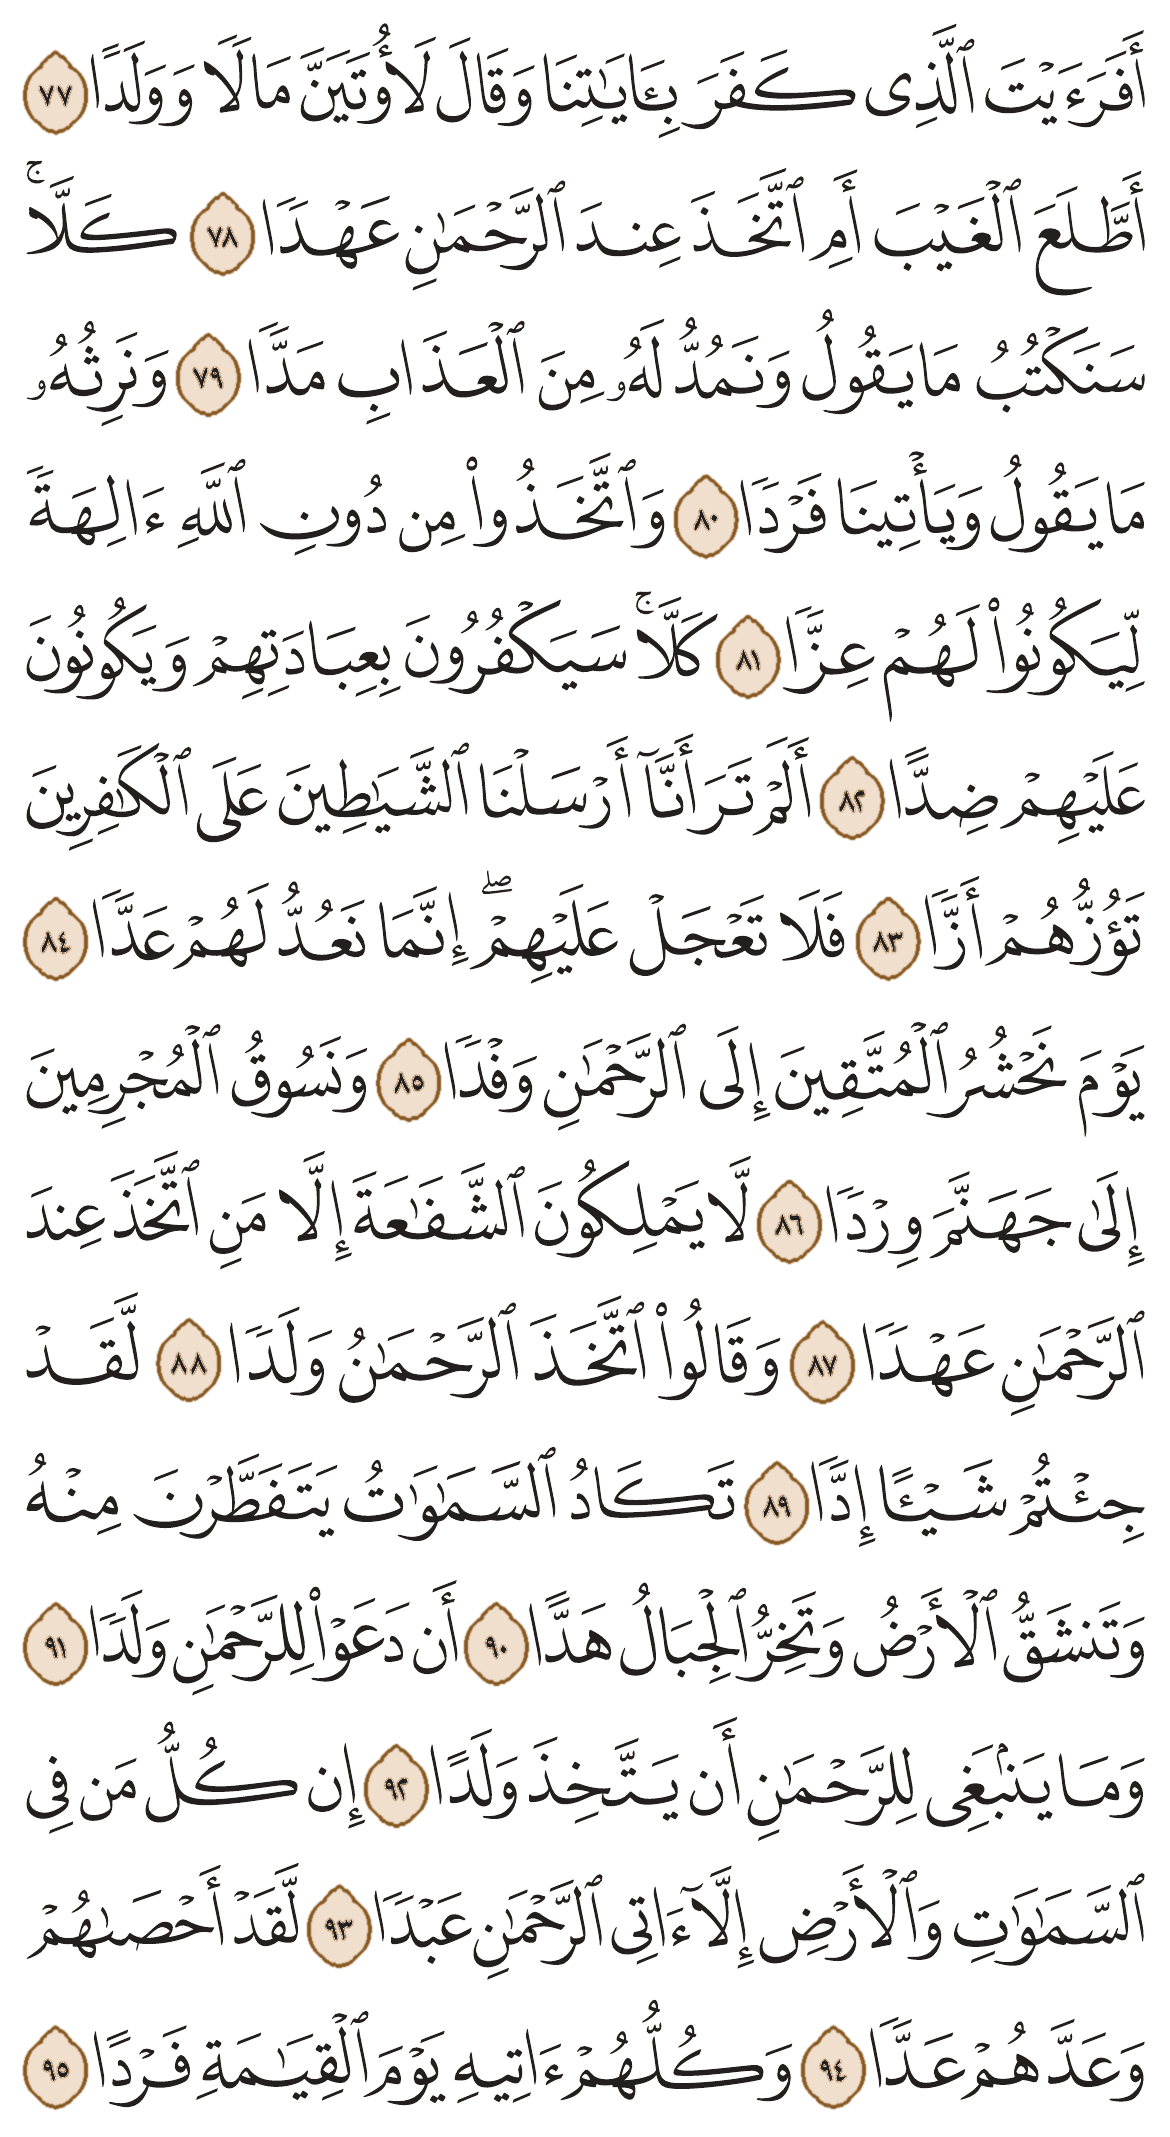 أَفَرَءَيۡتَ ٱلَّذِى كَفَرَ بِـَٔايَٰتِنَا وَقَالَ لَأُوتَيَنَّ مَالٗا وَوَلَدًا ٧٧
أَطَّلَعَ ٱلۡغَيۡبَ أَمِ ٱتَّخَذَ عِندَ ٱلرَّحۡمَٰنِ عَهۡدٗا ٧٨ كَلَّاۚ
سَنَكۡتُبُ مَا يَقُولُ وَنَمُدُّ لَهُۥ مِنَ ٱلۡعَذَابِ مَدّٗا ٧٩ وَنَرِثُهُۥ
مَا يَقُولُ وَيَأۡتِينَا فَرۡدٗا ٨٠ وَٱتَّخَذُواْ مِن دُونِ ٱللَّهِ ءَالِهَةٗ
لِّيَكُونُواْ لَهُمۡ عِزّٗا ٨١ كَلَّاۚ سَيَكۡفُرُونَ بِعِبَادَتِهِمۡ وَيَكُونُونَ
عَلَيۡهِمۡ ضِدًّا ٨٢ أَلَمۡ تَرَ أَنَّآ أَرۡسَلۡنَا ٱلشَّيَٰطِينَ عَلَى ٱلۡكَٰفِرِينَ
تَؤُزُّهُمۡ أَزّٗا ٨٣ فَلَا تَعۡجَلۡ عَلَيۡهِمۡۖ إِنَّمَا نَعُدُّ لَهُمۡ عَدّٗا ٨٤
يَوۡمَ نَحۡشُرُ ٱلۡمُتَّقِينَ إِلَى ٱلرَّحۡمَٰنِ وَفۡدٗا ٨٥ وَنَسُوقُ ٱلۡمُجۡرِمِينَ
إِلَىٰ جَهَنَّمَ وِرۡدٗا ٨٦ لَّا يَمۡلِكُونَ ٱلشَّفَٰعَةَ إِلَّا مَنِ ٱتَّخَذَ عِندَ
ٱلرَّحۡمَٰنِ عَهۡدٗا ٨٧ وَقَالُواْ ٱتَّخَذَ ٱلرَّحۡمَٰنُ وَلَدٗا ٨٨ لَّقَدۡ
جِئۡتُمۡ شَيۡـًٔا إِدّٗا ٨٩ تَكَادُ ٱلسَّمَٰوَٰتُ يَتَفَطَّرۡنَ مِنۡهُ
وَتَنشَقُّ ٱلۡأَرۡضُ وَتَخِرُّ ٱلۡجِبَالُ هَدًّا ٩٠ أَن دَعَوۡاْ لِلرَّحۡمَٰنِ وَلَدٗا ٩١
وَمَا يَنۢبَغِى لِلرَّحۡمَٰنِ أَن يَتَّخِذَ وَلَدًا ٩٢ إِن كُلُّ مَن فِى
ٱلسَّمَٰوَٰتِ وَٱلۡأَرۡضِ إِلَّآ ءَاتِى ٱلرَّحۡمَٰنِ عَبۡدٗا ٩٣ لَّقَدۡ أَحۡصَىٰهُمۡ
وَعَدَّهُمۡ عَدّٗا ٩٤ وَكُلُّهُمۡ ءَاتِيهِ يَوۡمَ ٱلۡقِيَٰمَةِ فَرۡدًا ٩٥